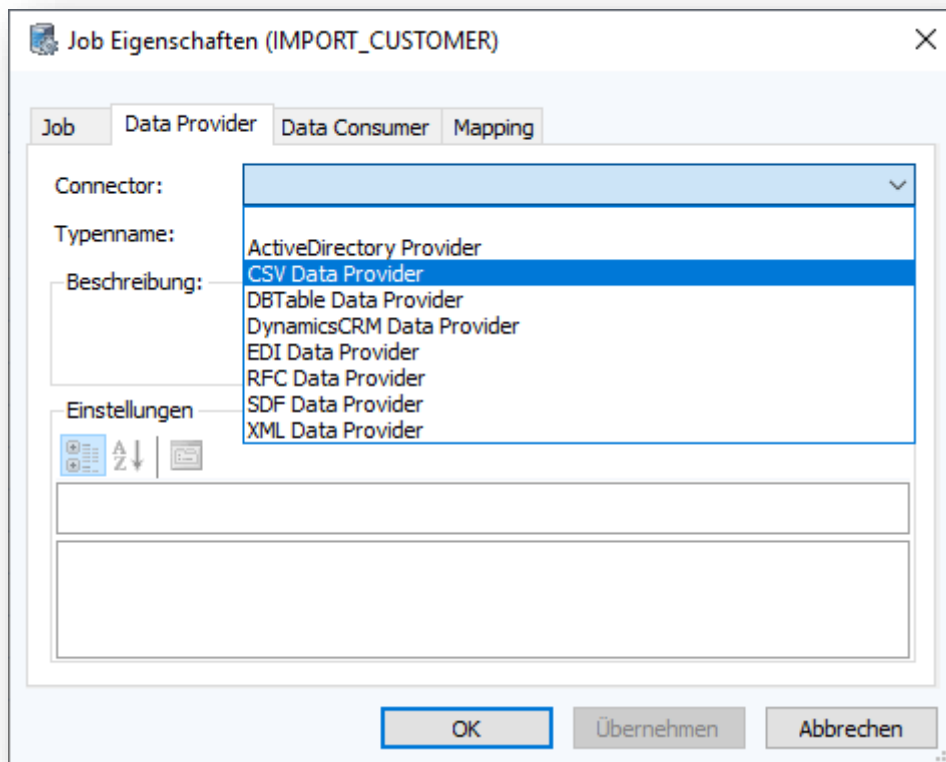 Job Eigenschaften (IMPORT_CUSTOMER)
Job Data Provider Data Consumer Mapping
Connector:
Typenname:
ActiveDirectory Provider
CSV Data Provider
Beschreibung:
DBTable Data Provider
DynamicsCRM Data Provider
EDI Data Provider
RFC Data Provider
SDF Data Provider
XML Data Provider
Einstellungen
A
Z
OK Übernehmen Abbrechen